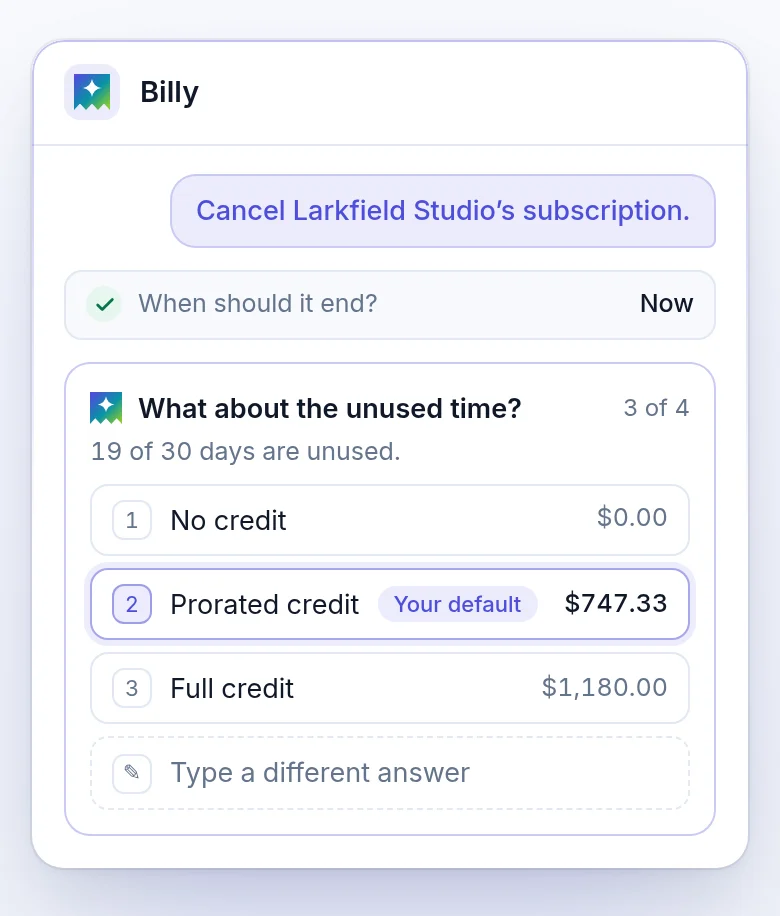 Billy
Cancel Larkfield Studio’s subscription.
When should it end? Now
What about the unused time? 3 of 4
19 of 30 days are unused.
1 No credit $0.00
2 Prorated credit Your default $747.33
3 Full credit $1,180.00
Type a different answer